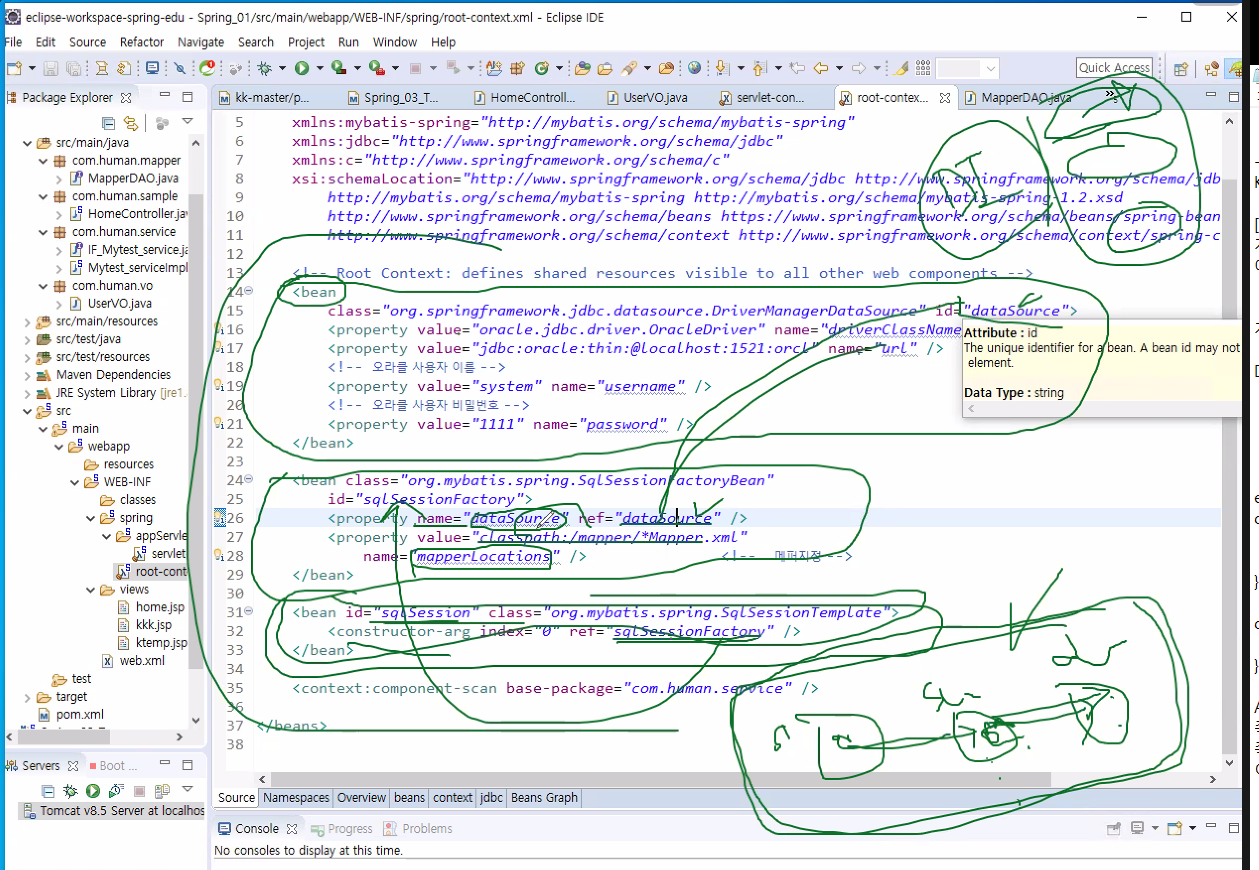 eclipse-workspace-spring-edu - Spring_01/src/main/webapp/WEB-INF/spring/root-context.xml - Eclipse IDE
File Edit Source Refactor Navigate Search Project Run Window Help
Quick Access
Package Explorer
kk-master/p... Spring_03_T... HomeControll... UserVO.java servlet-con... root-contex... MapperDAO.java
src/main/java
com.human.mapper
MapperDAO.java
com.human.sample
HomeController.jav
com.human.service
IF_Mytest_service.ja
Mytest_serviceImpl
com.human.vo
UserVO.java
src/main/resources
src/test/java
src/test/resources
Maven Dependencies
JRE System Library [jre1.
src
main
webapp
resources
WEB-INF
classes
spring
appServle
servlet
root-cont
views
home.jsp
kkk.jsp
ktemp.jsp
web.xml
test
target
pom.xml
5 xmlns:mybatis-spring="http://mybatis.org/schema/mybatis-spring"
6 xmlns:jdbc="http://www.springframework.org/schema/jdbc"
7 xmlns:c="http://www.springframework.org/schema/c"
8 xsi:schemaLocation="http://www.springframework.org/schema/jdbc http://www.springframework.org/schema/jdb
9 http://mybatis.org/schema/mybatis-spring http://mybatis.org/schema/mybatis-spring-1.2.xsd
10 http://www.springframework.org/schema/beans https://www.springframework.org/schema/beans/spring-bean
11 http://www.springframework.org/schema/context http://www.springframework.org/schema/context/spring-c
12
13 <!-- Root Context: defines shared resources visible to all other web components -->
14 <bean
15 class="org.springframework.jdbc.datasource.DriverManagerDataSource" id="dataSource">
16 <property value="oracle.jdbc.driver.OracleDriver" name="driverClassName
17 <property value="jdbc:oracle:thin:@localhost:1521:orcl" name="url" />
18 <!-- 오라클 사용자 이름 -->
19 <property value="system" name="username" />
20 <!-- 오라클 사용자 비밀번호 -->
21 <property value="1111" name="password" />
22 </bean>
23
24 <bean class="org.mybatis.spring.SqlSessionFactoryBean"
25 id="sqlSessionFactory">
26 <property name="dataSource" ref="dataSource" />
27 <property value="classpath:/mapper/*Mapper.xml"
28 name="mapperLocations" /> <!-- 메퍼지정 -->
29 </bean>
30
31 <bean id="sqlSession" class="org.mybatis.spring.SqlSessionTemplate">
32 <constructor-arg index="0" ref="sqlSessionFactory" />
33 </bean>
34
35 <context:component-scan base-package="com.human.service" />
36
37 </beans>
38
Attribute : id
The unique identifier for a bean. A bean id may not
element.
Data Type : string
DI
Source Namespaces Overview beans context jdbc Beans Graph
Servers Boot ...
Tomcat v8.5 Server at localhos
Console Progress Problems
No consoles to display at this time.